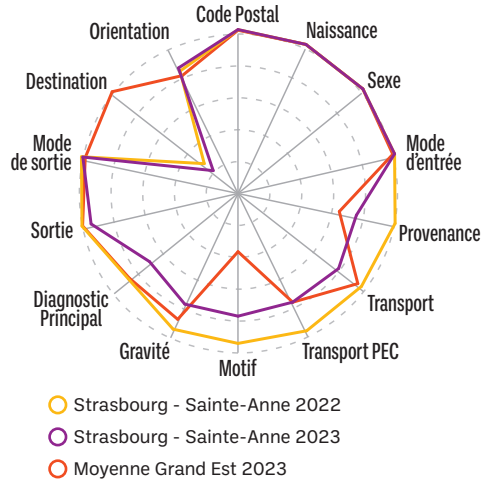 Code Postal
Naissance
Sexe
Mode
d'entrée
Provenance
Transport
Transport PEC
Motif
Gravité
Diagnostic
Principal
Sortie
Mode
de sortie
Destination
Orientation
Strasbourg - Sainte-Anne 2022
Strasbourg - Sainte-Anne 2023
Moyenne Grand Est 2023